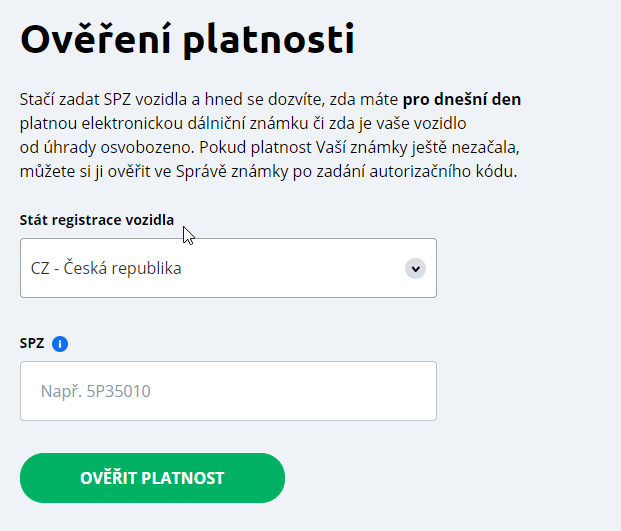 Ověření platnosti
Stačí zadat SPZ vozidla a hned se dozvíte, zda máte pro dnešní den
platnou elektronickou dálniční známku či zda je vaše vozidlo
od úhrady osvobozeno. Pokud platnost Vaší známky ještě nezačala,
můžete si ji ověřit ve Správě známky po zadání autorizačního kódu.
Stát registrace vozidla
CZ - Česká republika
SPZ i
Např. 5P35010
OVĚŘIT PLATNOST